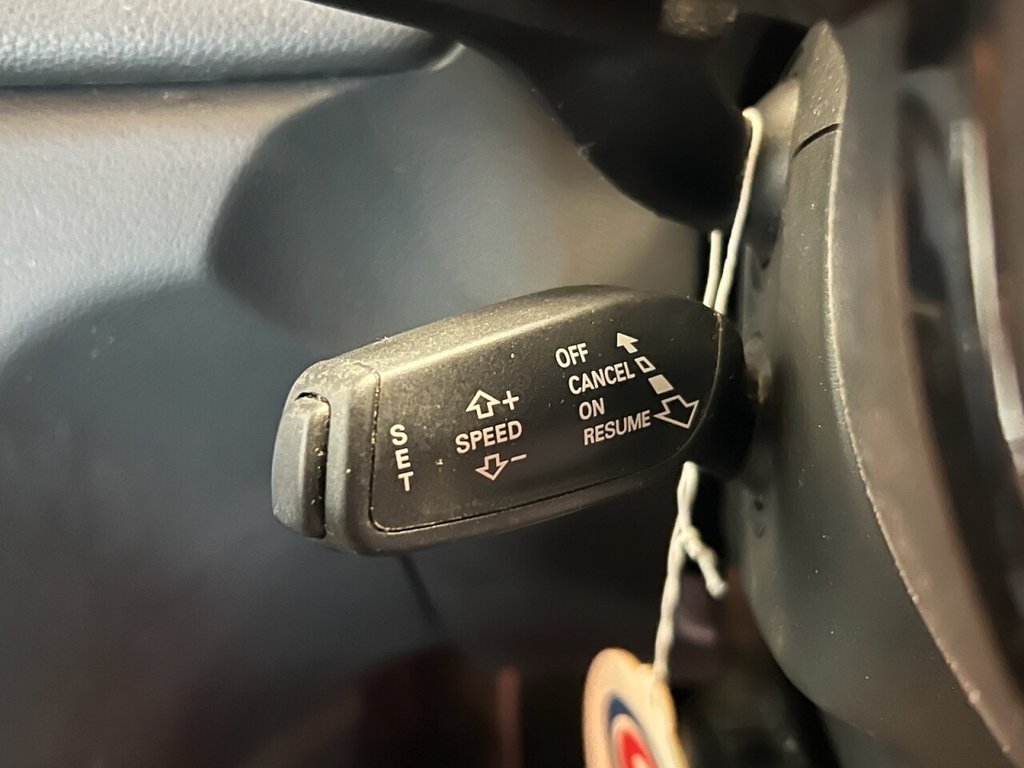 OFF
CANCEL
ON
RESUME
+
SPEED
-
SET